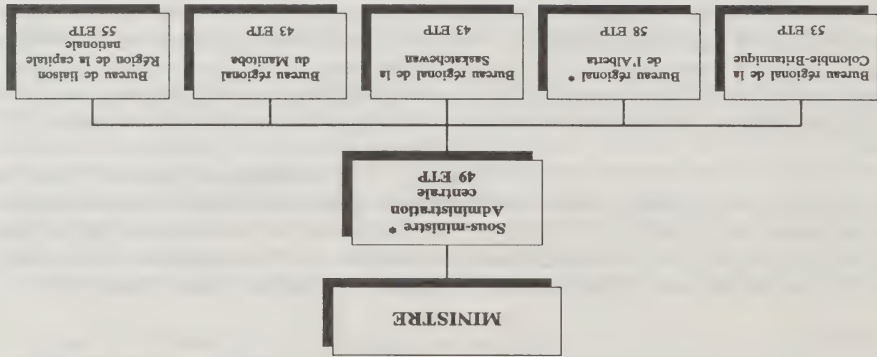 MINISTRE
Sous-ministre *
Administration
centrale
49 ETP
Bureau régional de la
Colombie-Britannique
53 ETP
Bureau régional *
de l'Alberta
58 ETP
Bureau régional de la
Saskatchewan
43 ETP
Bureau régional
du Manitoba
43 ETP
Bureau de liaison
Région de la capitale
nationale
55 ETP